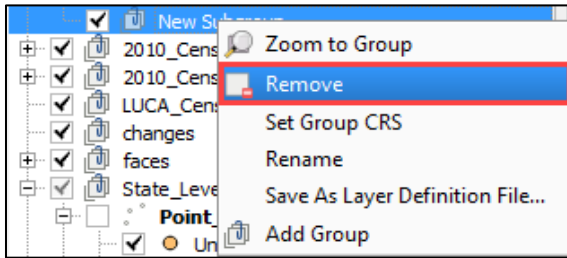 New Subgroup
Zoom to Group
2010_Cens
2010_Cens
Remove
LUCA_Cens
Set Group CRS
changes
Rename
faces
State_Leve
Save As Layer Definition File...
Point_
Add Group
Un